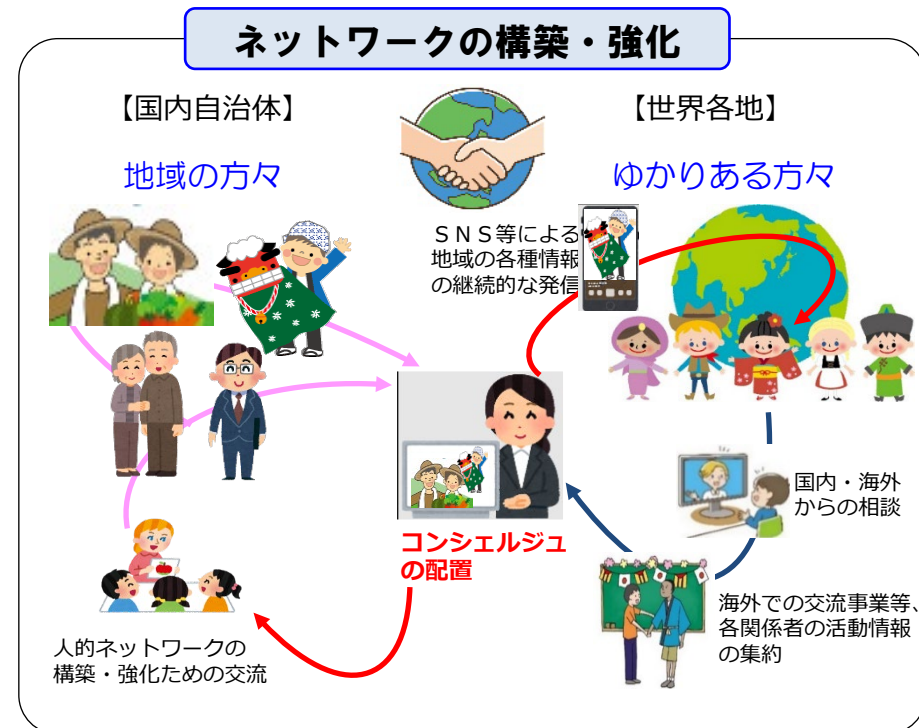 ネットワークの構築・強化
【国内自治体】
【世界各地】
地域の方々
ゆかりある方々
ＳＮＳ等による
地域の各種情報
の継続的な発信
コンシェルジュ
の配置
国内・海外
からの相談
海外での交流事業等、
各関係者の活動情報
の集約
人的ネットワークの
構築・強化ための交流